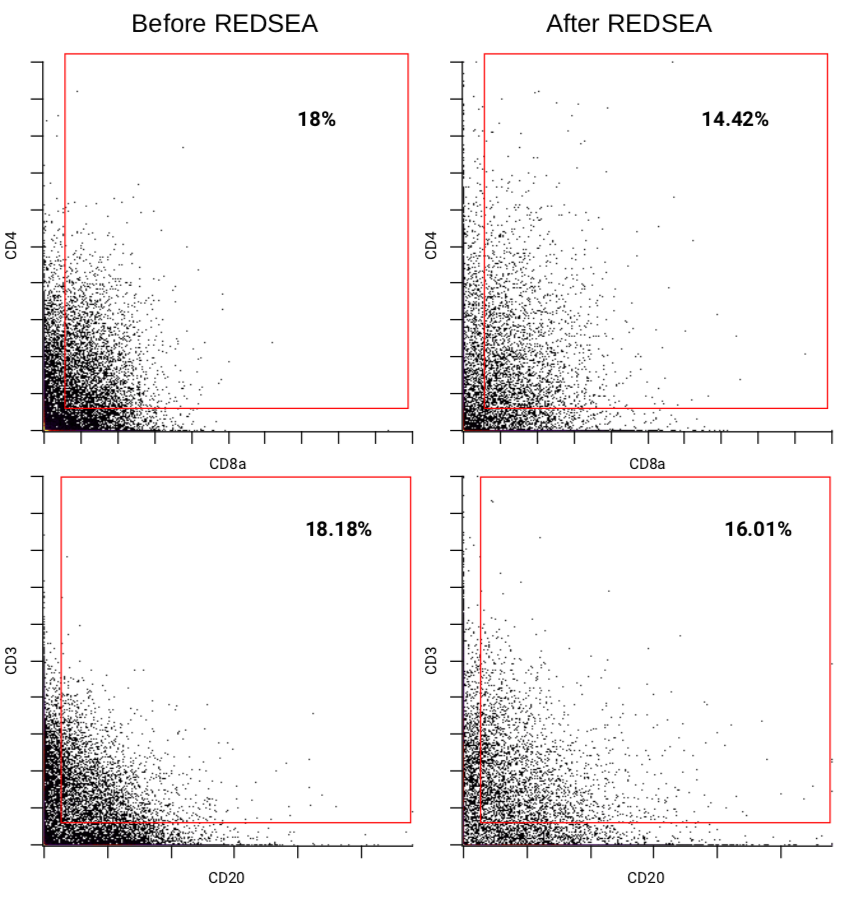 Before REDSEA
After REDSEA
18%
14.42%
CD4
CD4
CD8a
CD8a
18.18%
16.01%
CD3
CD3
CD20
CD20